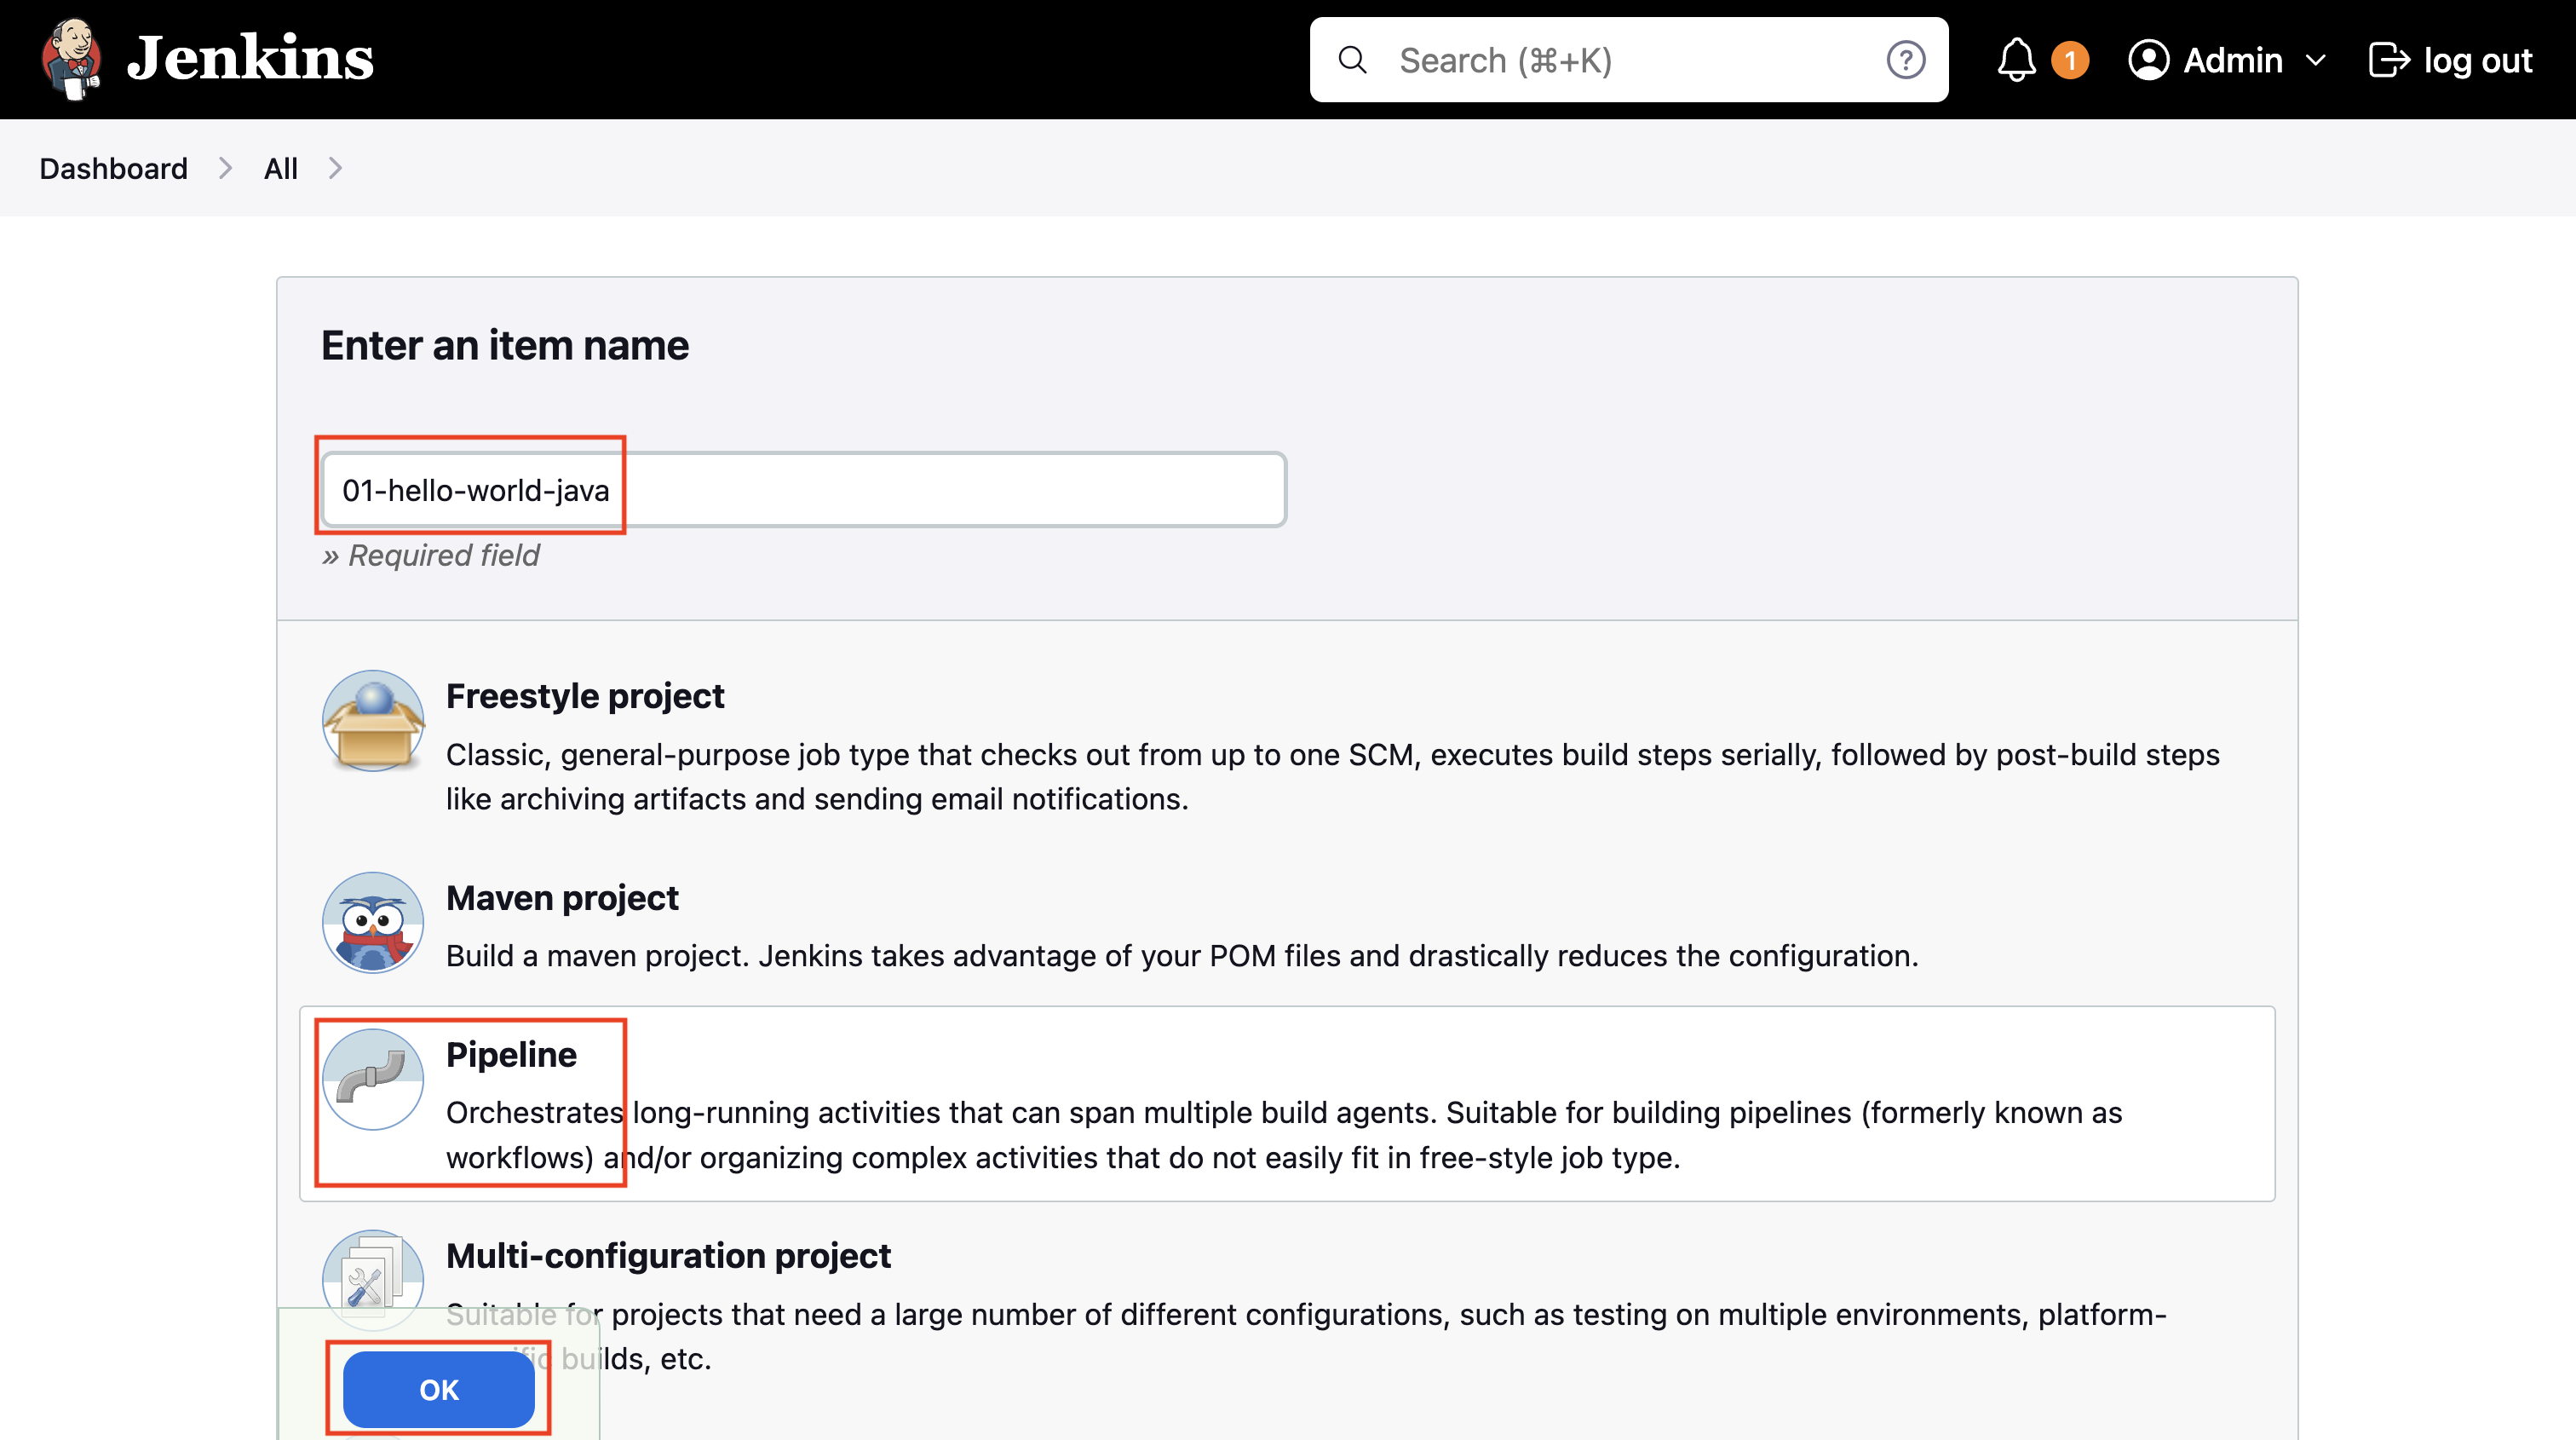 Jenkins
Search (⌘+K)
?
1
Admin
log out
Dashboard
All
Enter an item name
01-hello-world-java
» Required field
Freestyle project
Classic, general-purpose job type that checks out from up to one SCM, executes build steps serially, followed by post-build steps
like archiving artifacts and sending email notifications.
Maven project
Build a maven project. Jenkins takes advantage of your POM files and drastically reduces the configuration.
Pipeline
Orchestrates long-running activities that can span multiple build agents. Suitable for building pipelines (formerly known as
workflows) and/or organizing complex activities that do not easily fit in free-style job type.
Multi-configuration project
Suitable for projects that need a large number of different configurations, such as testing on multiple environments, platform-
builds, etc.
OK